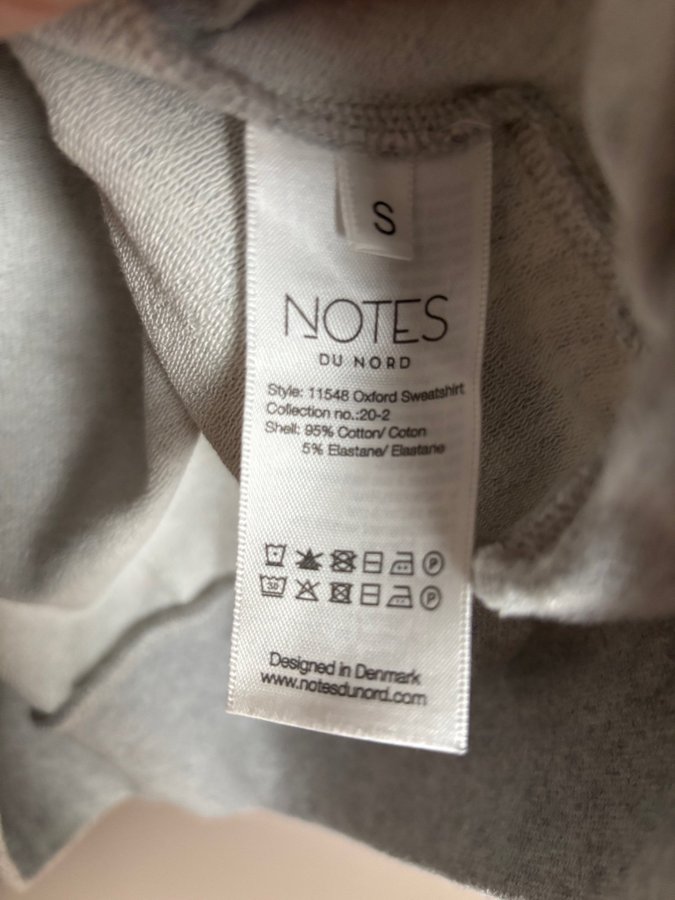 S
NOTES
DU NORD
Style: 11548 Oxford Sweatshirt
Collection no.:20-2
Shell: 95% Cotton/ Coton
5% Elastane/ Elastane
P
30 P
Designed in Denmark
www.notesdunord.com